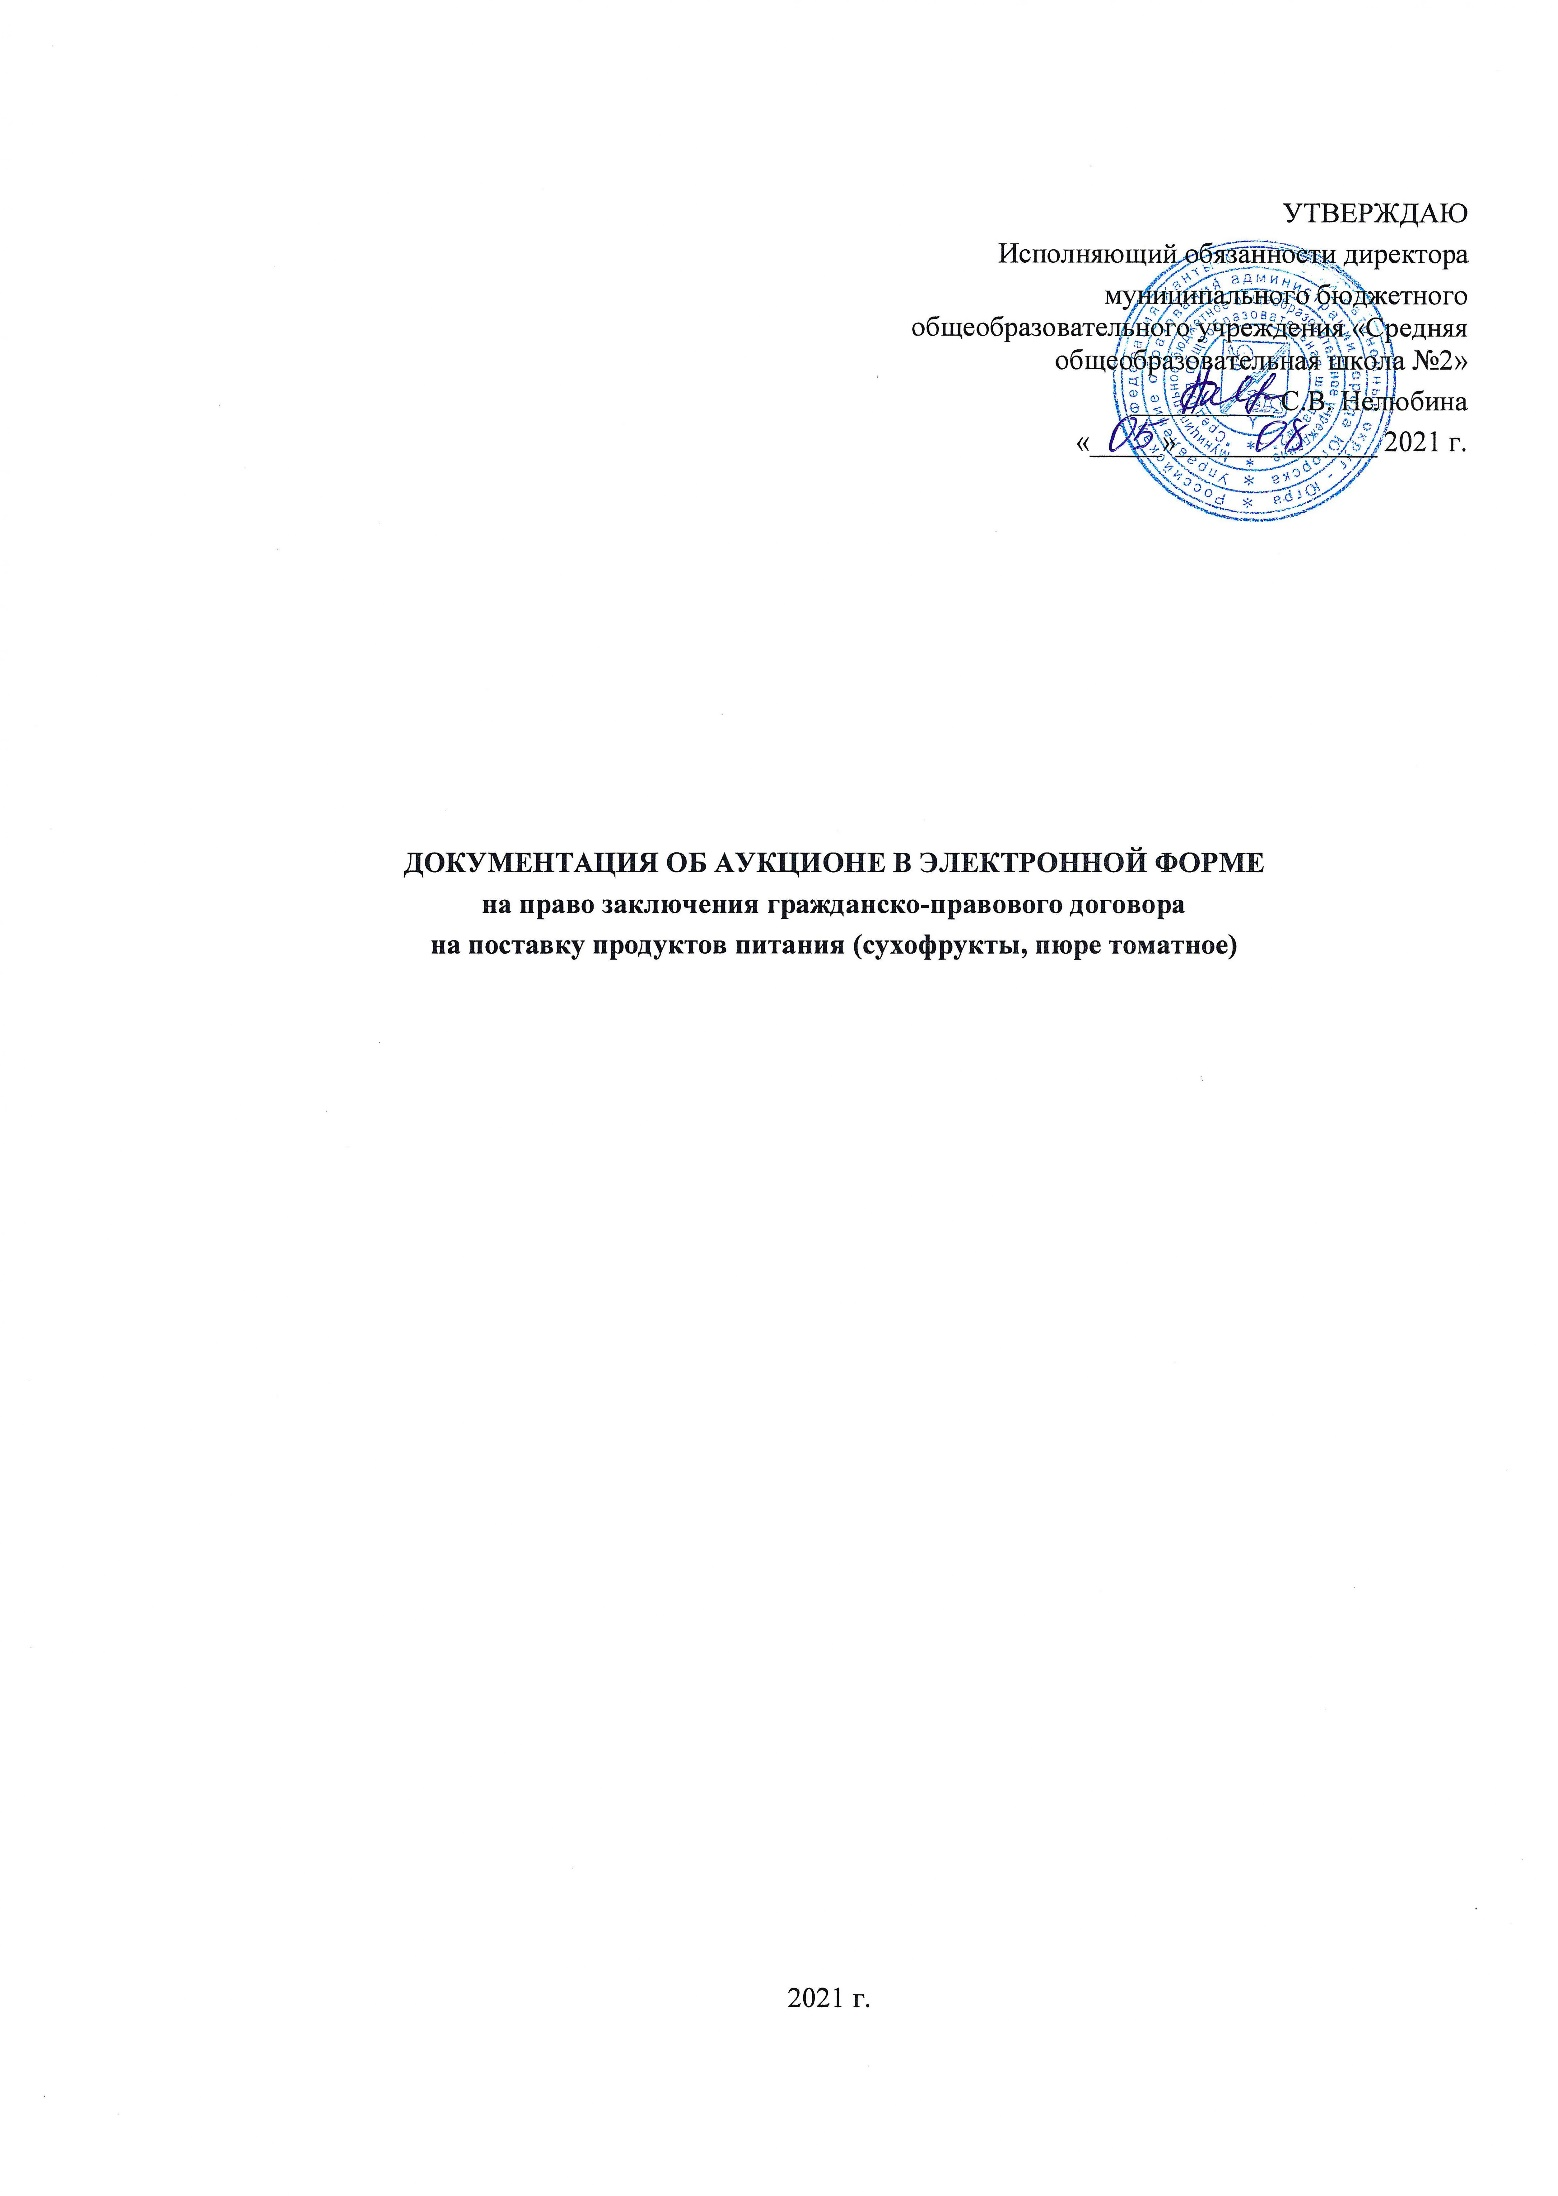 УТВЕРЖДАЮ
Исполняющий обязанности директора
муниципального бюджетного
общеобразовательного учреждения «Средняя
общеобразовательная школа №2»
С.В. Нелюбина
«05» 08 2021 г.
ДОКУМЕНТАЦИЯ ОБ АУКЦИОНЕ В ЭЛЕКТРОННОЙ ФОРМЕ
на право заключения гражданско-правового договора
на поставку продуктов питания (сухофрукты, пюре томатное)
2021 г.